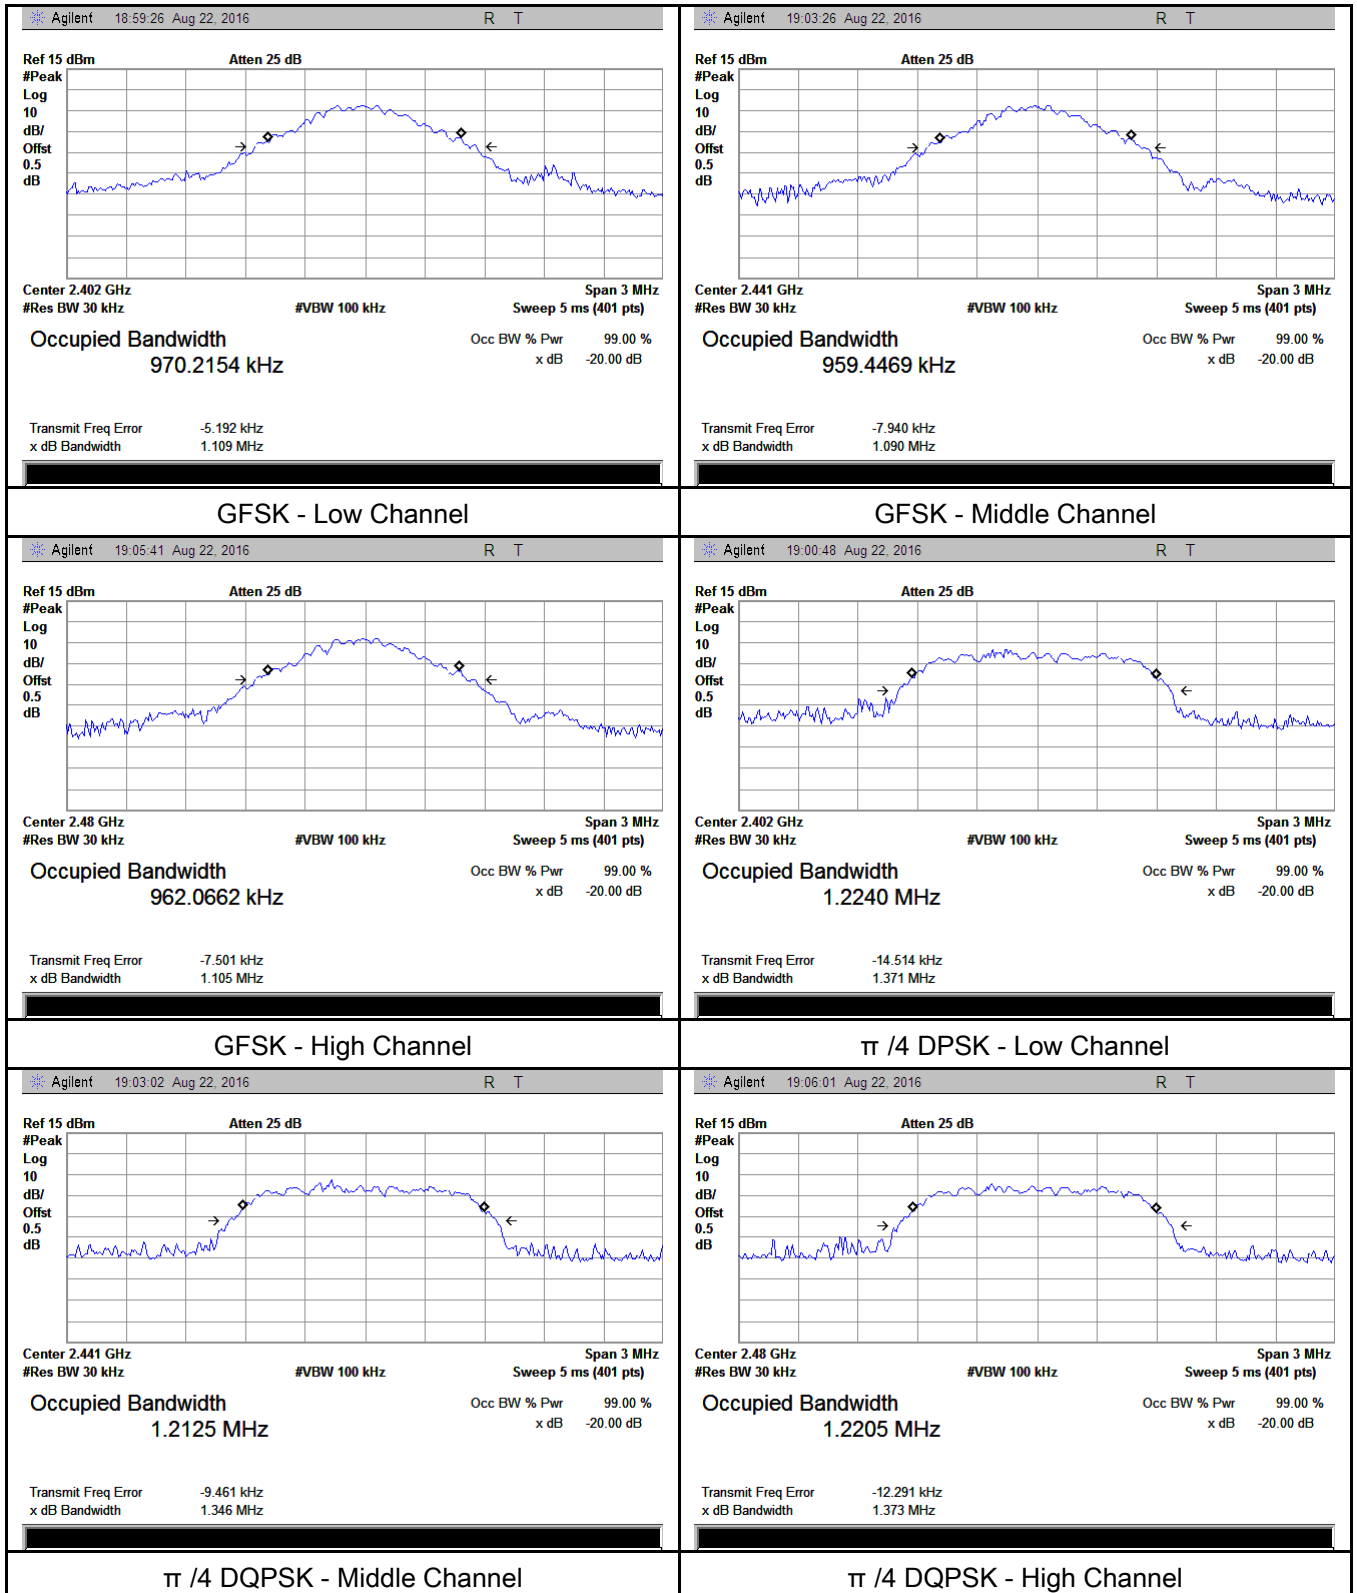 Agilent 18:59:26 Aug 22, 2016 R T
Ref 15 dBm Atten 25 dB
#Peak
Log
10
dB/
Offst
0.5
dB
Center 2.402 GHz Span 3 MHz
#Res BW 30 kHz #VBW 100 kHz Sweep 5 ms (401 pts)
Occupied Bandwidth Occ BW % Pwr 99.00 %
970.2154 kHz x dB -20.00 dB
Transmit Freq Error -5.192 kHz
x dB Bandwidth 1.109 MHz
GFSK - Low Channel
Agilent 19:03:26 Aug 22, 2016 R T
Ref 15 dBm Atten 25 dB
#Peak
Log
10
dB/
Offst
0.5
dB
Center 2.441 GHz Span 3 MHz
#Res BW 30 kHz #VBW 100 kHz Sweep 5 ms (401 pts)
Occupied Bandwidth Occ BW % Pwr 99.00 %
959.4469 kHz x dB -20.00 dB
Transmit Freq Error -7.940 kHz
x dB Bandwidth 1.090 MHz
GFSK - Middle Channel
Agilent 19:05:41 Aug 22, 2016 R T
Ref 15 dBm Atten 25 dB
#Peak
Log
10
dB/
Offst
0.5
dB
Center 2.48 GHz Span 3 MHz
#Res BW 30 kHz #VBW 100 kHz Sweep 5 ms (401 pts)
Occupied Bandwidth Occ BW % Pwr 99.00 %
962.0662 kHz x dB -20.00 dB
Transmit Freq Error -7.501 kHz
x dB Bandwidth 1.105 MHz
GFSK - High Channel
Agilent 19:00:48 Aug 22, 2016 R T
Ref 15 dBm Atten 25 dB
#Peak
Log
10
dB/
Offst
0.5
dB
Center 2.402 GHz Span 3 MHz
#Res BW 30 kHz #VBW 100 kHz Sweep 5 ms (401 pts)
Occupied Bandwidth Occ BW % Pwr 99.00 %
1.2240 MHz x dB -20.00 dB
Transmit Freq Error -14.514 kHz
x dB Bandwidth 1.371 MHz
π /4 DPSK - Low Channel
Agilent 19:03:02 Aug 22, 2016 R T
Ref 15 dBm Atten 25 dB
#Peak
Log
10
dB/
Offst
0.5
dB
Center 2.441 GHz Span 3 MHz
#Res BW 30 kHz #VBW 100 kHz Sweep 5 ms (401 pts)
Occupied Bandwidth Occ BW % Pwr 99.00 %
1.2125 MHz x dB -20.00 dB
Transmit Freq Error -9.461 kHz
x dB Bandwidth 1.346 MHz
π /4 DQPSK - Middle Channel
Agilent 19:06:01 Aug 22, 2016 R T
Ref 15 dBm Atten 25 dB
#Peak
Log
10
dB/
Offst
0.5
dB
Center 2.48 GHz Span 3 MHz
#Res BW 30 kHz #VBW 100 kHz Sweep 5 ms (401 pts)
Occupied Bandwidth Occ BW % Pwr 99.00 %
1.2205 MHz x dB -20.00 dB
Transmit Freq Error -12.291 kHz
x dB Bandwidth 1.373 MHz
π /4 DQPSK - High Channel